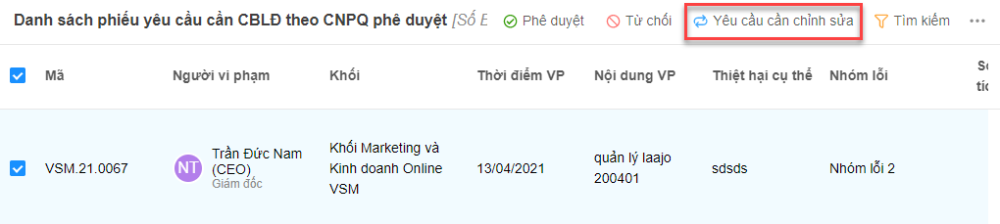 Danh sách phiếu yêu cầu cần CBLĐ theo CNPQ phê duyệt [Số Phê duyệt Từ chối Yêu cầu cần chỉnh sửa Tìm kiếm ...
Mã Người vi phạm Khối Thời điểm VP Nội dung VP Thiệt hại cụ thể Nhóm lỗi
VSM.21.0067
NT
Trần Đức Nam
(CEO)
Giám đốc
Khối Marketing và
Kinh doanh Online
VSM
13/04/2021
quản lý laajo
200401
sdsds
Nhóm lỗi 2